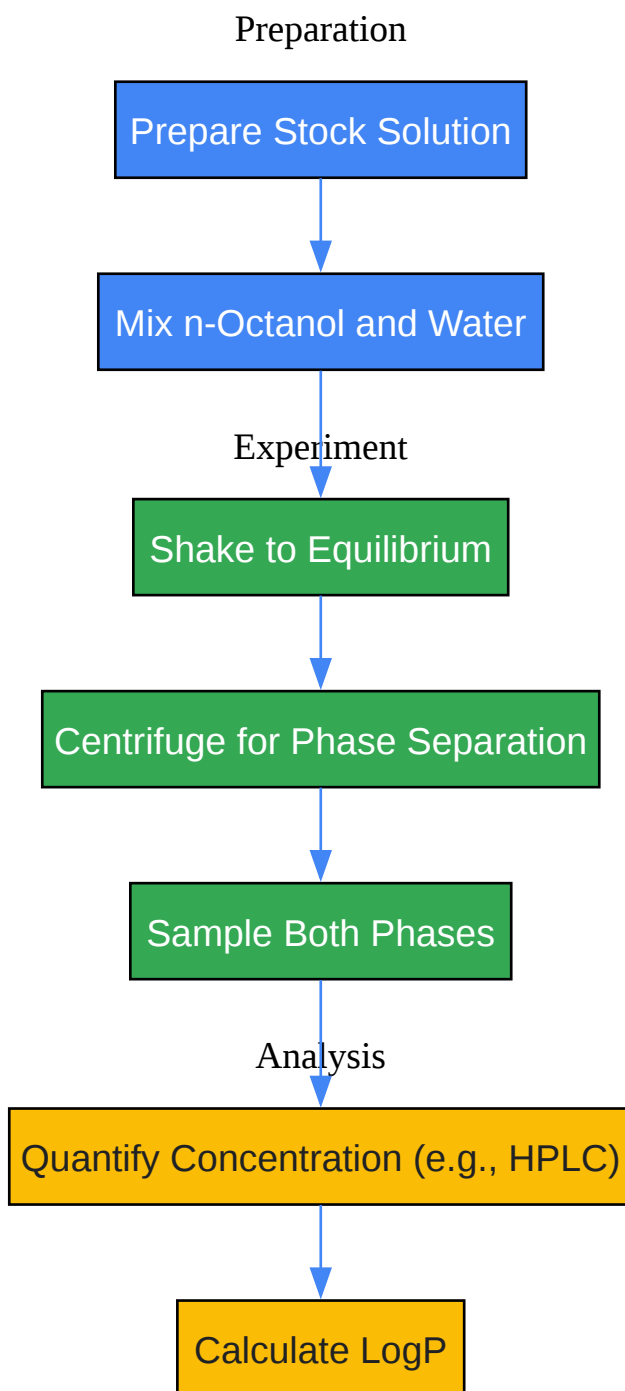 Preparation
Prepare Stock Solution
Mix n-Octanol and Water
Experiment
Shake to Equilibrium
Centrifuge for Phase Separation
Sample Both Phases
Analysis
Quantify Concentration (e.g., HPLC)
Calculate LogP